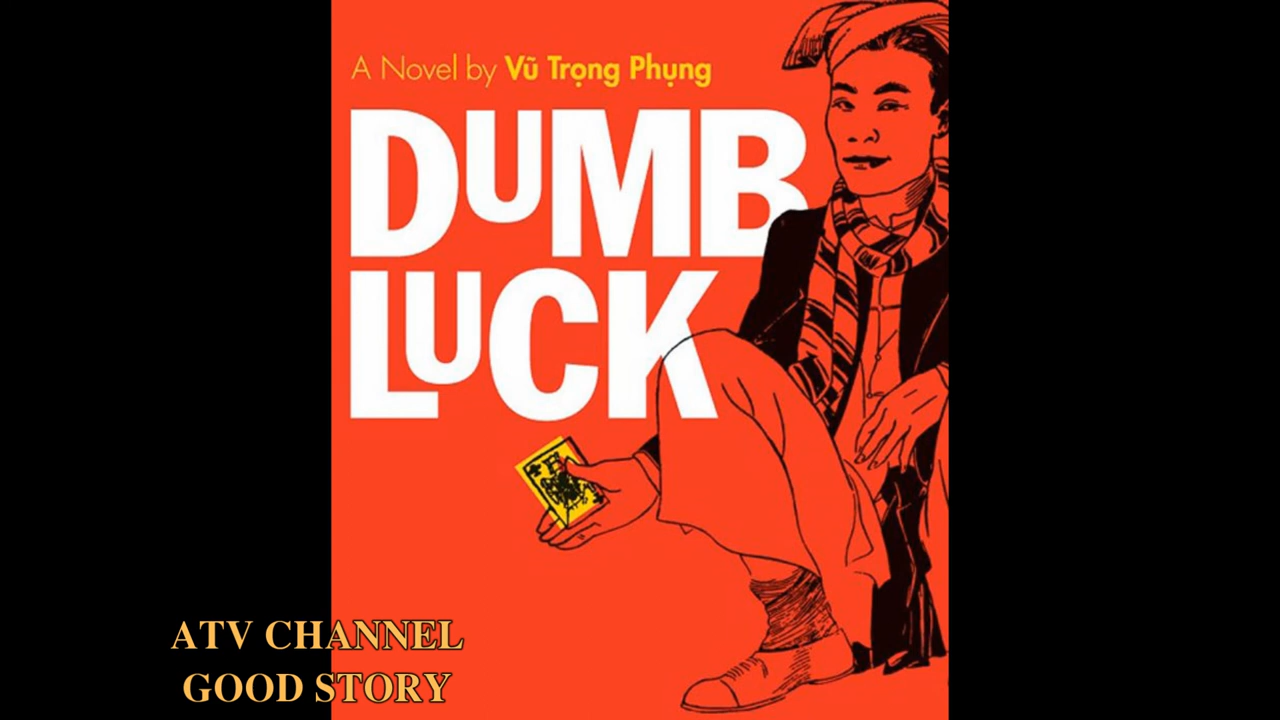 A Novel by Vũ Trọng Phụng
DUMB
LUCK
ATV CHANNEL
GOOD STORY